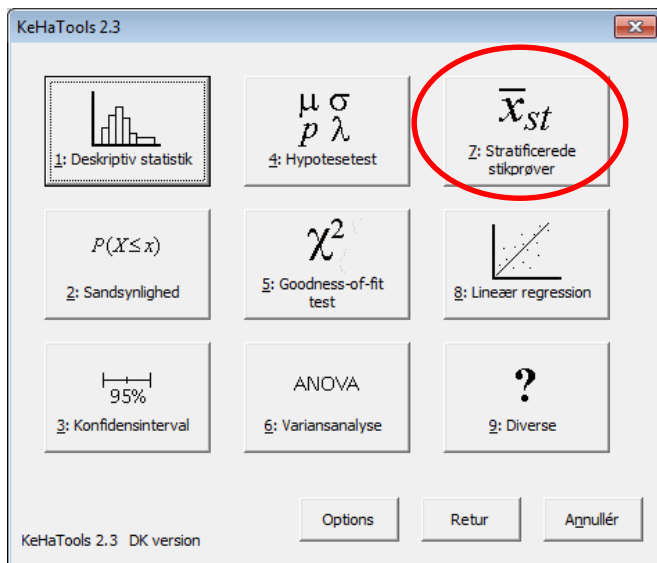 KeHaTools 2.3
1: Deskriptiv statistik
μ σ
p λ
4: Hypotesetest
x̅st
7: Stratificerede
stikprøver
P(X≤x)
2: Sandsynlighed
χ²
5: Goodness-of-fit
test
8: Lineær regression
95%
3: Konfidensinterval
ANOVA
6: Variansanalyse
?
9: Diverse
Options
Retur
Annullér
KeHaTools 2.3 DK version